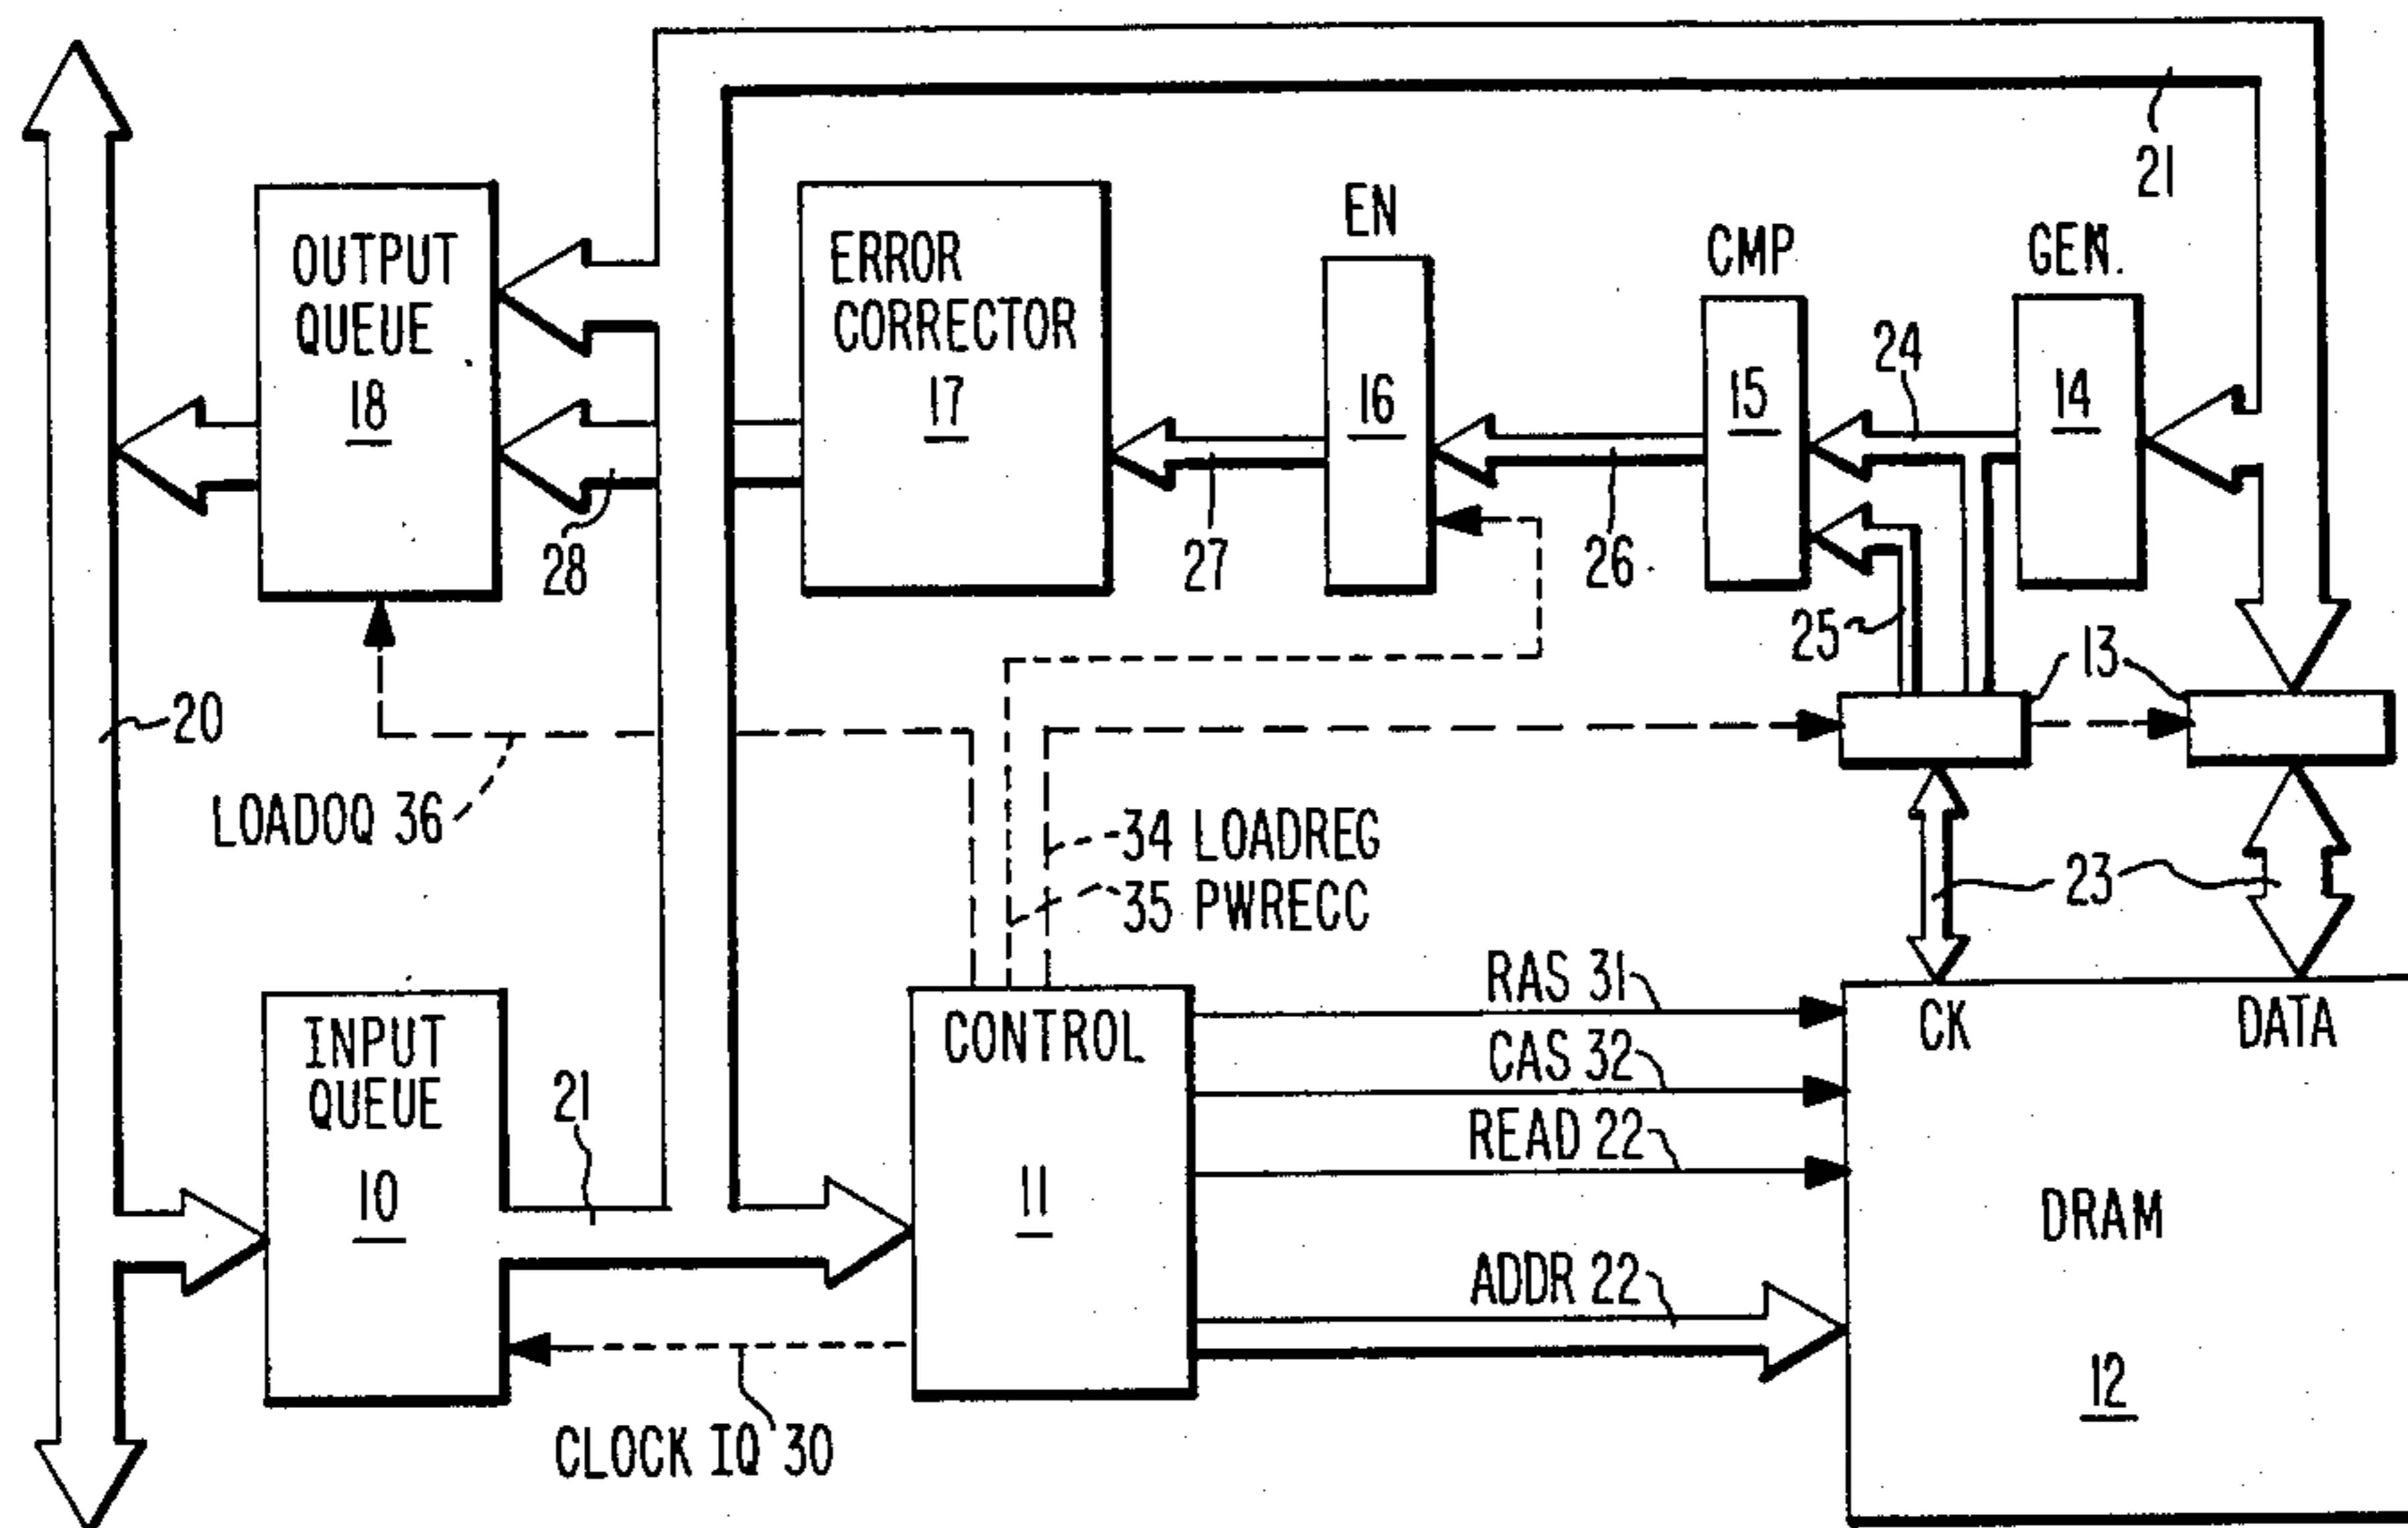 21
EN
OUTPUT
QUEUE
18
ERROR
CORRECTOR
17
16
CMP
15
GEN.
14
24
28
27
26
25
13
20
LOADOQ 36
34 LOADREG
35 PWRECC
23
INPUT
QUEUE
10
21
CONTROL
11
RAS 31
CAS 32
READ 22
ADDR 22
CK
DATA
DRAM
12
CLOCK IQ 30